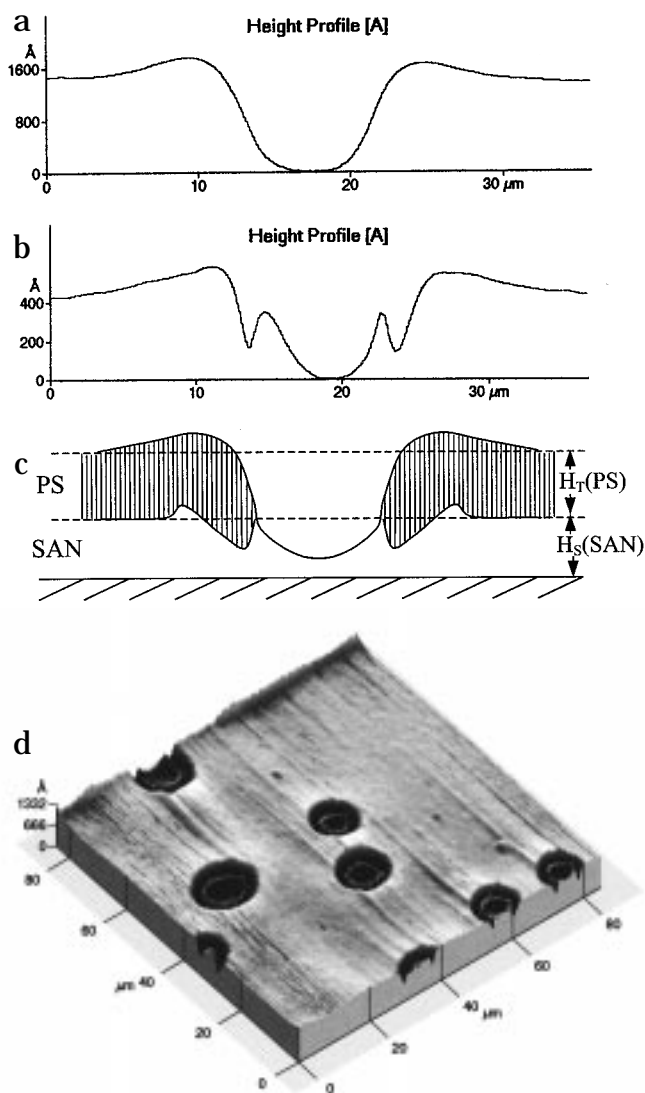 a
Height Profile [A]
Å
1600
800
0
0 10 20 30 µm
b
Height Profile [A]
Å
400
200
0
0 10 20 30 µm
c
PS
H_T(PS)
SAN
H_S(SAN)
d
Å
1332
666
0
80
60
µm 40
20
0
0
20
40
µm
60
80